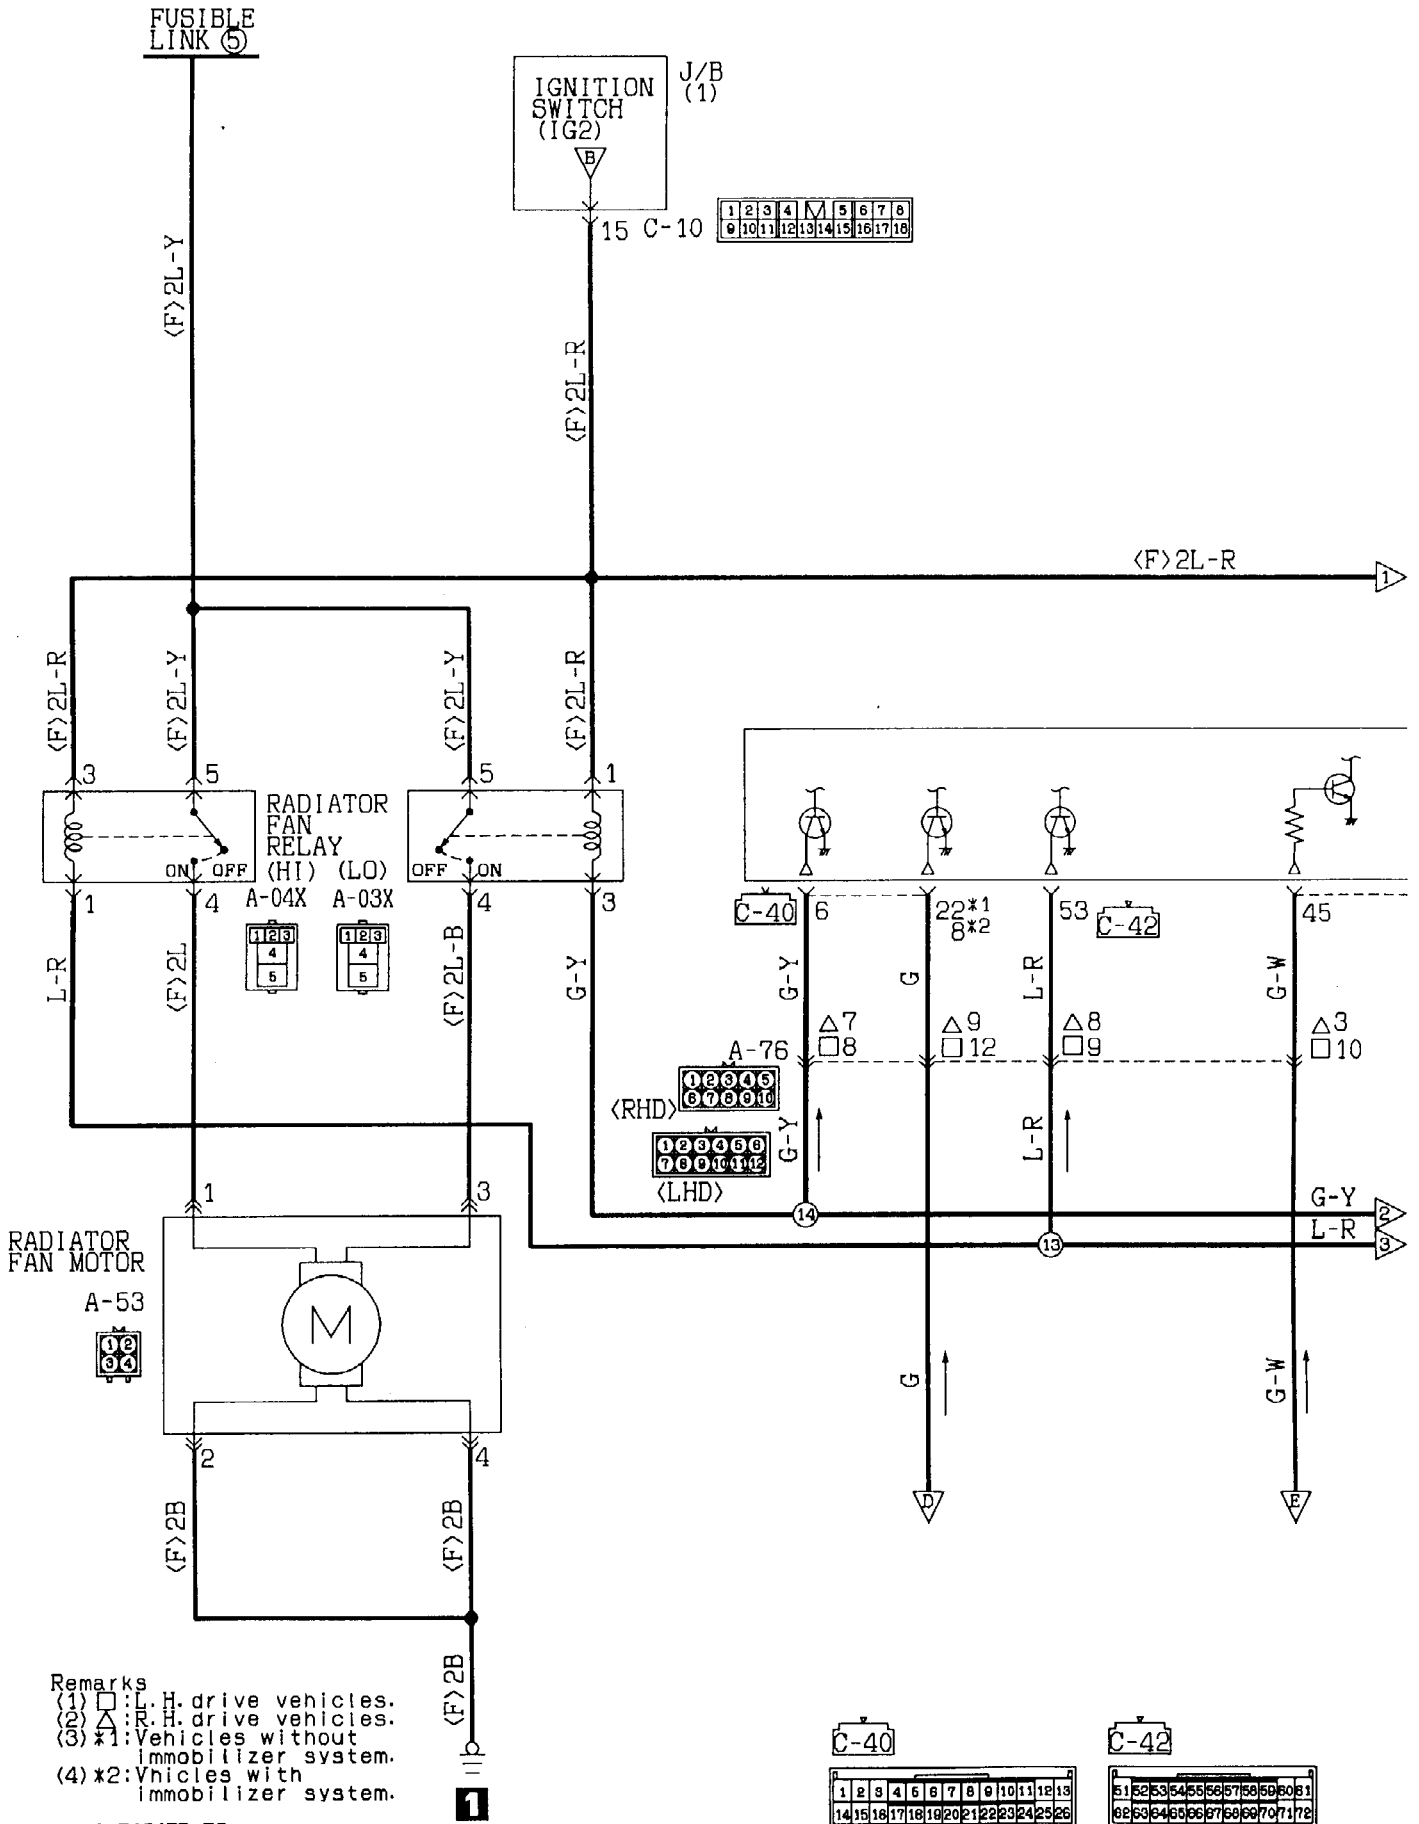 FUSIBLE
LINK ⑤
IGNITION
SWITCH
(IG2)
B
J/B
(1)
15 C-10
1 2 3 4 5 6 7 8
9 10 11 12 13 14 15 16 17 18
<F>2L-Y
<F>2L-R
<F>2L-R
1
<F>2L-R
<F>2L-Y
<F>2L-Y
<F>2L-R
3 5 5 1
RADIATOR
FAN
RELAY
(HI) (LO)
ON OFF
OFF ON
A-04X A-03X
1 2 3
4
5
1 2 3
4
5
1 4 4 3
L-R
<F>2L
<F>2L-B
G-Y
C-40
6
22*1
8*2
53
C-42
45
G-Y
G
L-R
G-W
△7
□8
△9
□12
△8
□9
△3
□10
A-76
1 2 3 4 5
6 7 8 9 10
<RHD>
1 2 3 4 5 6
7 8 9 10 11 12
<LHD>
G-Y
L-R
14
G-Y
2
13
L-R
3
1 3
RADIATOR
FAN MOTOR
A-53
1 2
3 4
M
2 4
G
G-W
D
E
<F>2B
<F>2B
<F>2B
1
Remarks
(1) □:L.H.drive vehicles.
(2) △:R.H.drive vehicles.
(3) *1:Vehicles without
immobilizer system.
(4) *2:Vhicles with
immobilizer system.
C-40
1 2 3 4 5 6 7 8 9 10 11 12 13
14 15 16 17 18 19 20 21 22 23 24 25 26
C-42
51 52 53 54 55 56 57 58 59 60 61
62 63 64 65 66 67 68 69 70 71 72